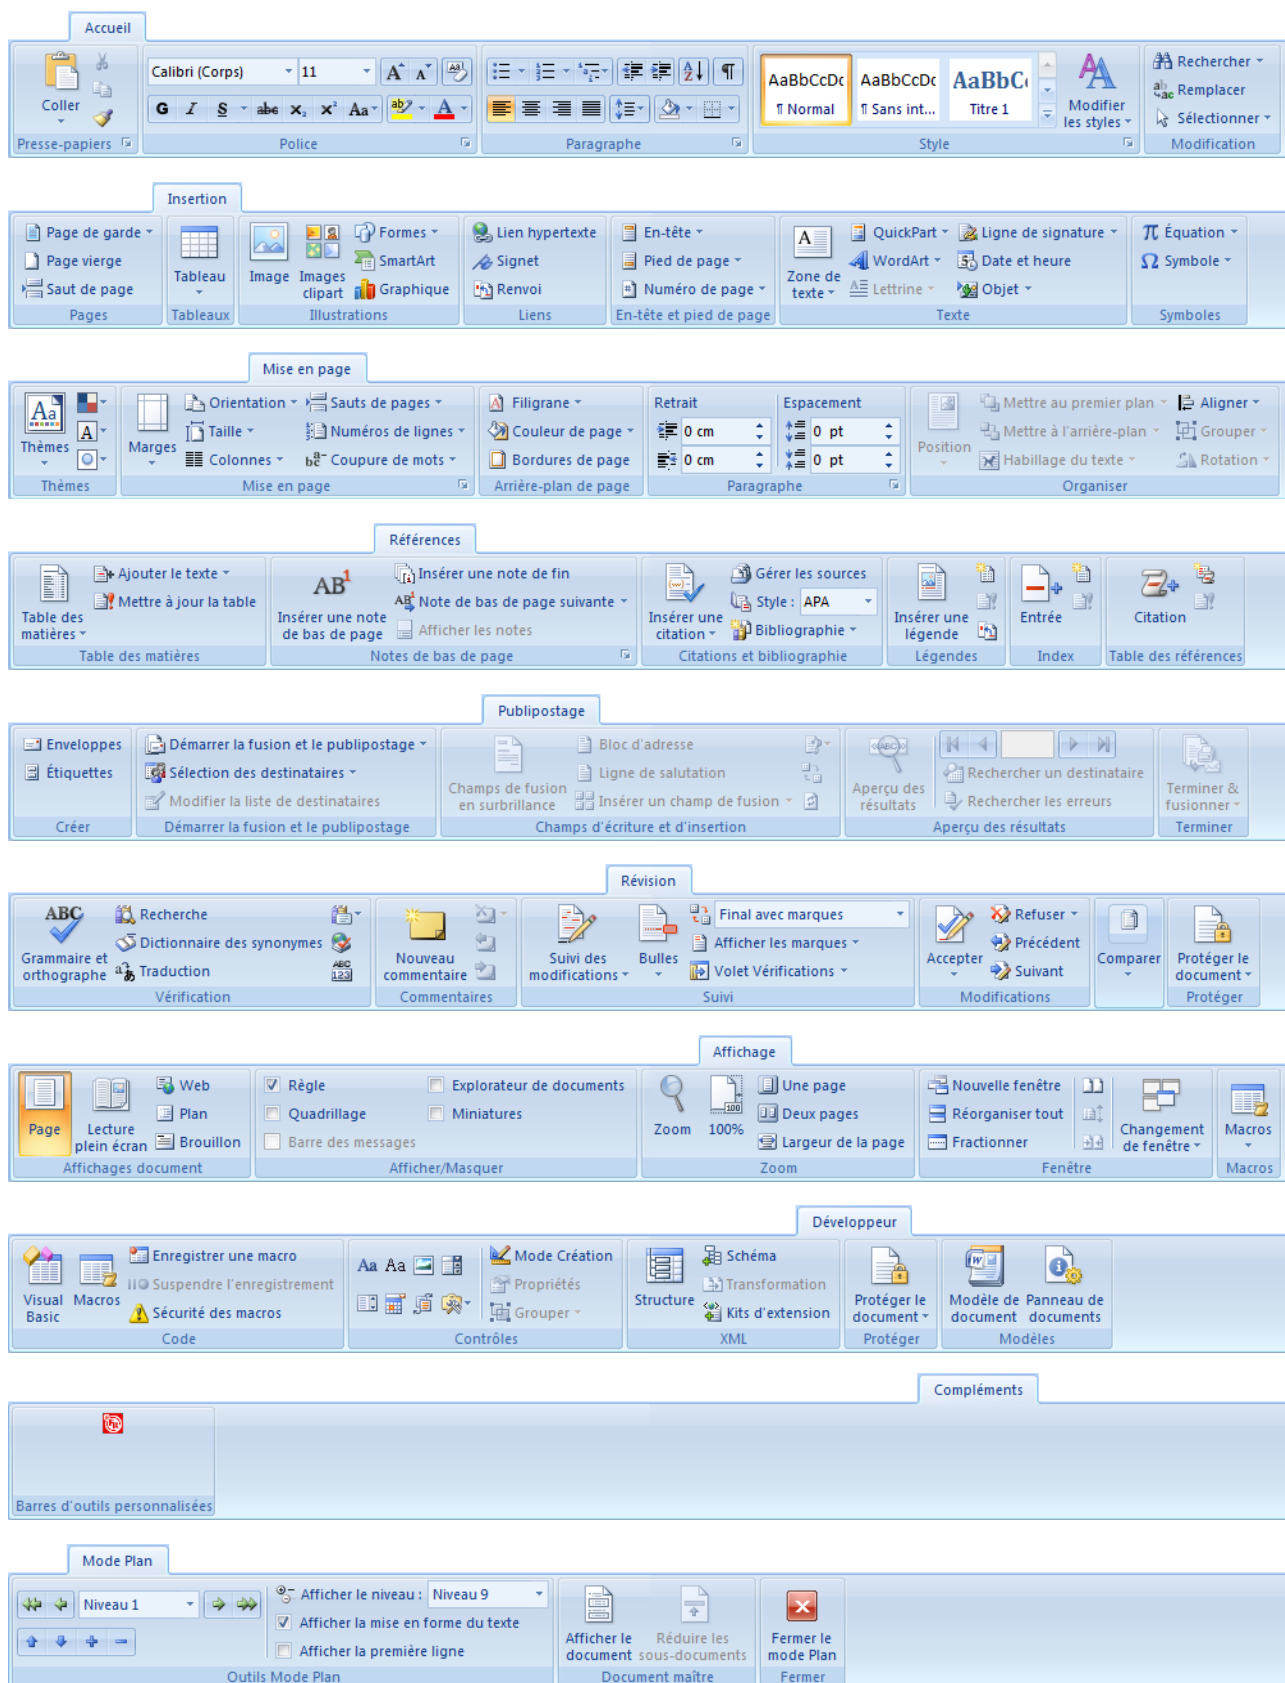 Accueil
Coller
Calibri (Corps) 11
G I S abc x₂ x² Aa ab A
AaBbCcDc AaBbCcDc AaBbC
¶ Normal ¶ Sans int... Titre 1
Modifier les styles
Rechercher
Remplacer
Sélectionner
Presse-papiers Police Paragraphe Style Modification
Insertion
Page de garde Formes Lien hypertexte En-tête QuickPart Ligne de signature π Équation
Page vierge SmartArt Signet Pied de page WordArt Date et heure Ω Symbole
Saut de page Tableau Image Images clipart Graphique Renvoi Numéro de page Zone de texte Lettrine Objet
Pages Tableaux Illustrations Liens En-tête et pied de page Texte Symboles
Mise en page
Orientation Sauts de pages Filigrane Retrait Espacement Mettre au premier plan Aligner
Thèmes Marges Taille Numéros de lignes Couleur de page 0 cm 0 pt Position Mettre à l'arrière-plan Grouper
Colonnes Coupure de mots Bordures de page 0 cm 0 pt Habillage du texte Rotation
Thèmes Mise en page Arrière-plan de page Paragraphe Organiser
Références
Ajouter le texte AB1 Insérer une note de fin Gérer les sources
Mettre à jour la table Note de bas de page suivante Style : APA
Table des matières Insérer une note de bas de page Afficher les notes Insérer une citation Bibliographie Insérer une légende Entrée Citation
Table des matières Notes de bas de page Citations et bibliographie Légendes Index Table des références
Publipostage
Enveloppes Démarrer la fusion et le publipostage Bloc d'adresse
Étiquettes Sélection des destinataires Ligne de salutation Rechercher un destinataire
Modifier la liste de destinataires Champs de fusion en surbrillance Insérer un champ de fusion Aperçu des résultats Rechercher les erreurs Terminer & fusionner
Créer Démarrer la fusion et le publipostage Champs d'écriture et d'insertion Aperçu des résultats Terminer
Révision
ABC Recherche Final avec marques Refuser
Dictionnaire des synonymes Afficher les marques Précédent
Grammaire et orthographe Traduction ABC 123 Nouveau commentaire Suivi des modifications Bulles Volet Vérifications Accepter Suivant Comparer Protéger le document
Vérification Commentaires Suivi Modifications Protéger
Affichage
Web Règle Explorateur de documents Une page Nouvelle fenêtre
Plan Quadrillage Miniatures 100 Deux pages Réorganiser tout
Page Lecture plein écran Brouillon Barre des messages Zoom 100% Largeur de la page Fractionner Changement de fenêtre Macros
Affichages document Afficher/Masquer Zoom Fenêtre Macros
Développeur
Enregistrer une macro Aa Aa Mode Création Schéma
Suspendre l'enregistrement Propriétés Transformation
Visual Basic Macros Sécurité des macros Grouper Structure Kits d'extension Protéger le document Modèle de document Panneau de documents
Code Contrôles XML Protéger Modèles
Compléments
Barres d'outils personnalisées
Mode Plan
Niveau 1 Afficher le niveau : Niveau 9
Afficher la mise en forme du texte
Afficher la première ligne Afficher le document Réduire les sous-documents Fermer le mode Plan
Outils Mode Plan Document maître Fermer